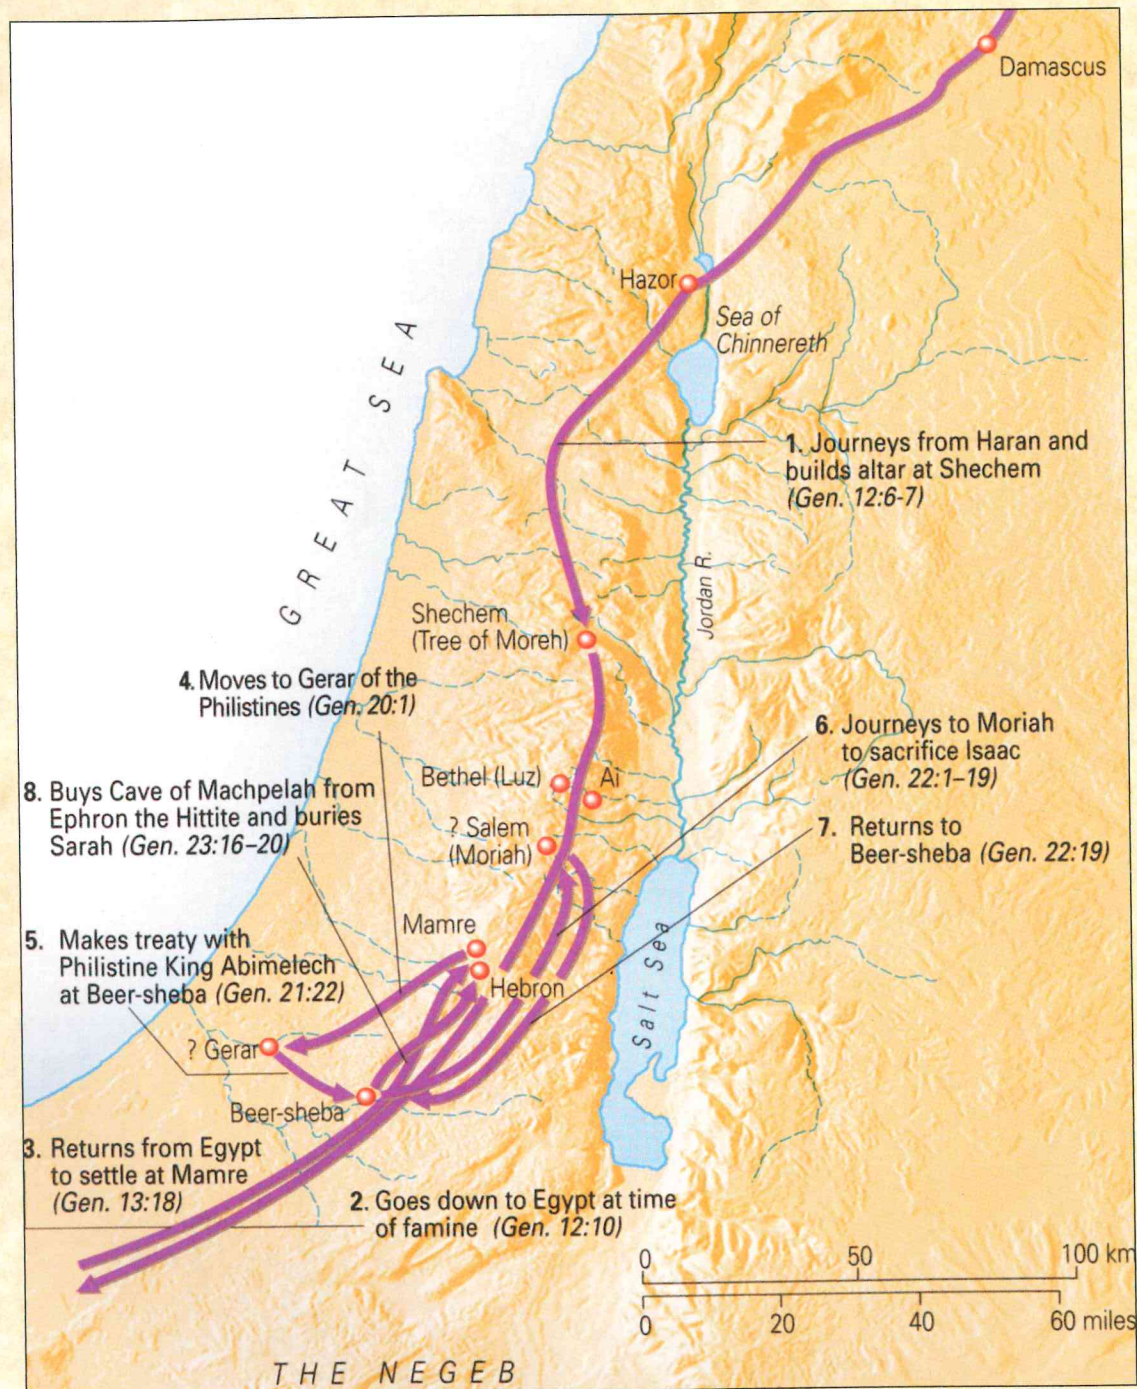 Damascus
Hazor
Sea of
Chinnereth
GREAT SEA
1. Journeys from Haran and
builds altar at Shechem
(Gen. 12:6-7)
Jordan R.
Shechem
(Tree of Moreh)
4. Moves to Gerar of the
Philistines (Gen. 20:1)
6. Journeys to Moriah
to sacrifice Isaac
(Gen. 22:1–19)
Bethel (Luz)
Ai
8. Buys Cave of Machpelah from
Ephron the Hittite and buries
Sarah (Gen. 23:16–20)
? Salem
(Moriah)
7. Returns to
Beer-sheba (Gen. 22:19)
Mamre
5. Makes treaty with
Philistine King Abimelech
at Beer-sheba (Gen. 21:22)
Hebron
Salt Sea
? Gerar
Beer-sheba
3. Returns from Egypt
to settle at Mamre
(Gen. 13:18)
2. Goes down to Egypt at time
of famine (Gen. 12:10)
0 50 100 km
0 20 40 60 miles
THE NEGEB